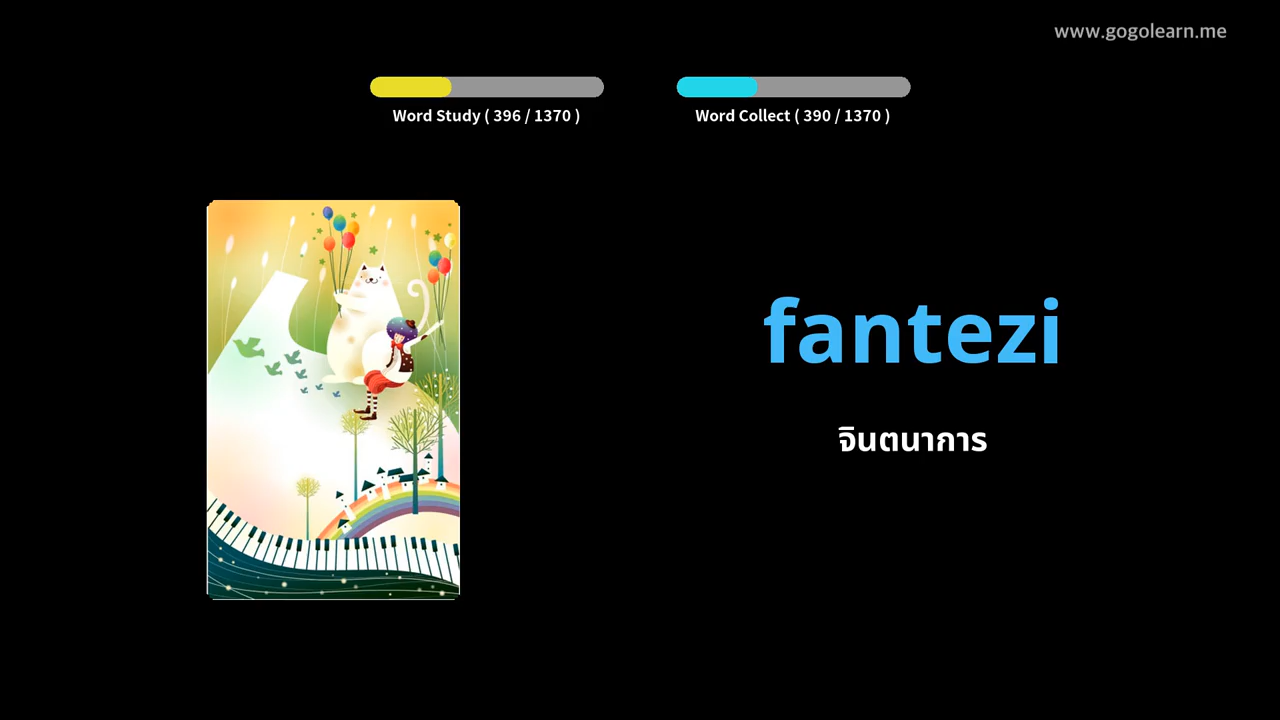 www.gogolearn.me
Word Study ( 396 / 1370 )
Word Collect ( 390 / 1370 )
fantezi
จินตนาการ